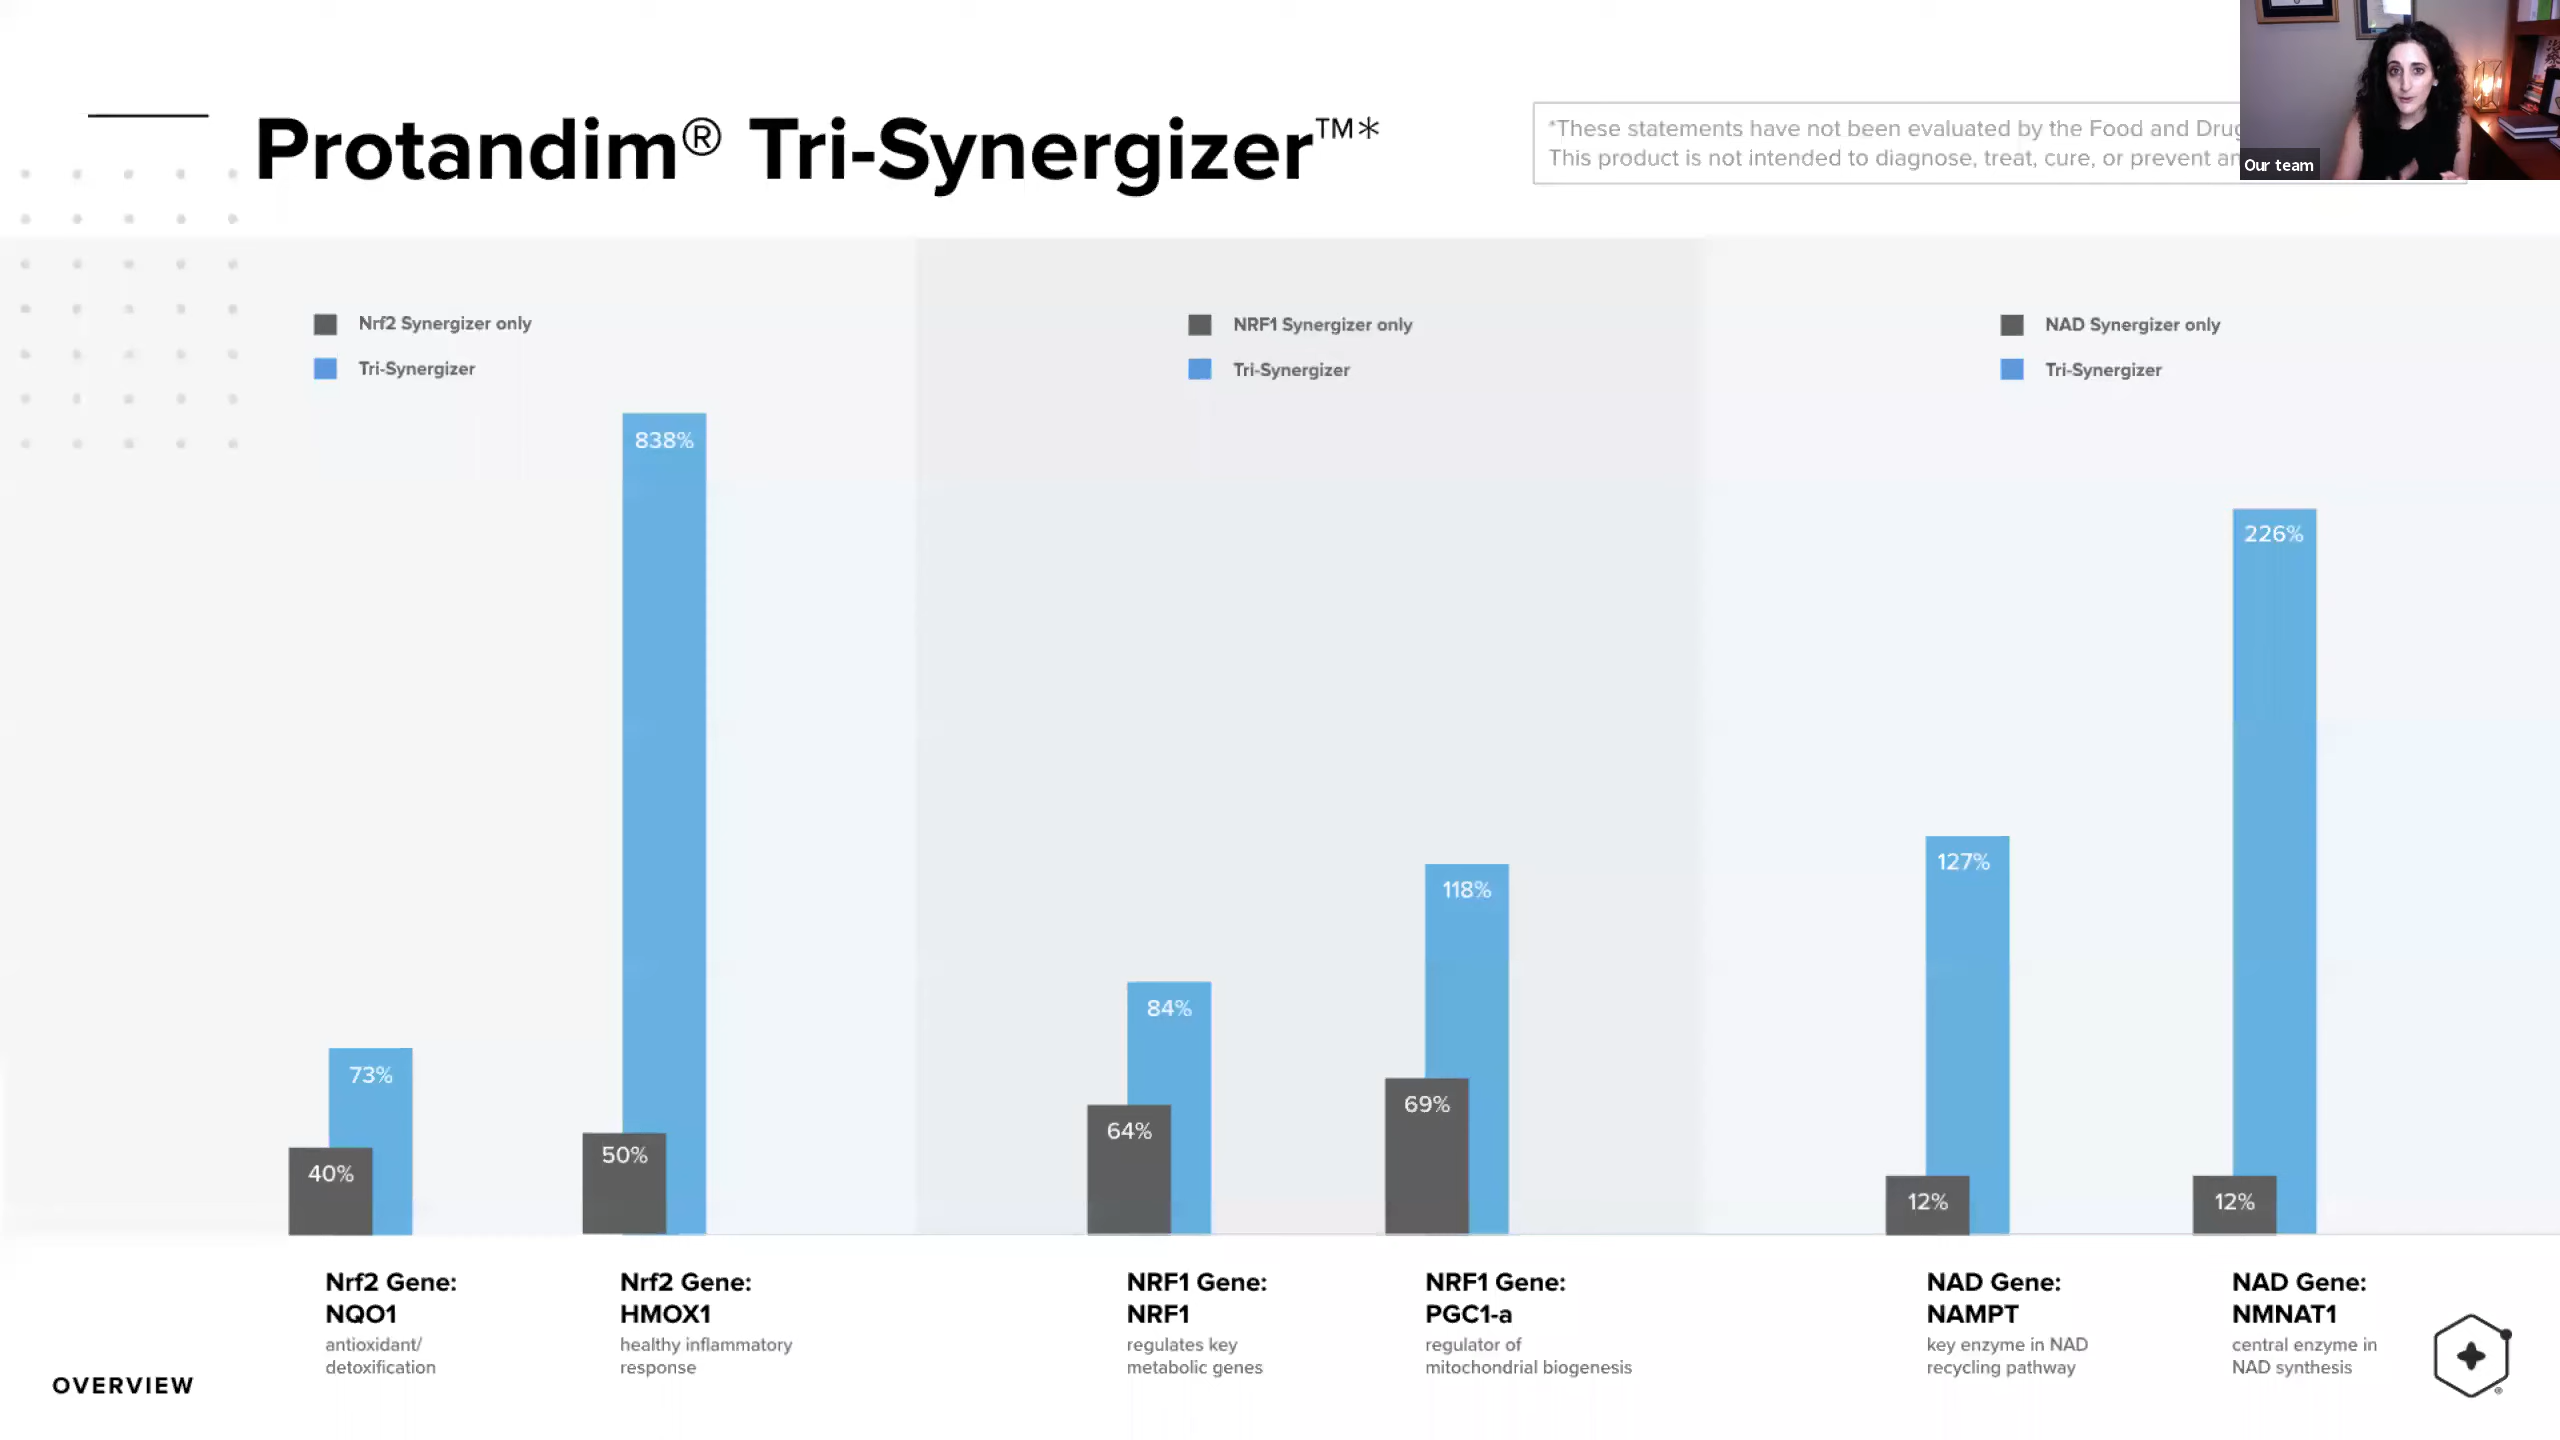 Protandim® Tri-Synergizer™*
*These statements have not been evaluated by the Food and
This product is not intended to diagnose, treat, cure, or prevent
Our team
Nrf2 Synergizer only
Tri-Synergizer
838%
73%
40%
50%
NRF1 Synergizer only
Tri-Synergizer
84%
64%
118%
69%
NAD Synergizer only
Tri-Synergizer
127%
12%
226%
12%
Nrf2 Gene:
NQO1
antioxidant/
detoxification
Nrf2 Gene:
HMOX1
healthy inflammatory
response
NRF1 Gene:
NRF1
regulates key
metabolic genes
NRF1 Gene:
PGC1-a
regulator of
mitochondrial biogenesis
NAD Gene:
NAMPT
key enzyme in NAD
recycling pathway
NAD Gene:
NMNAT1
central enzyme in
NAD synthesis
OVERVIEW